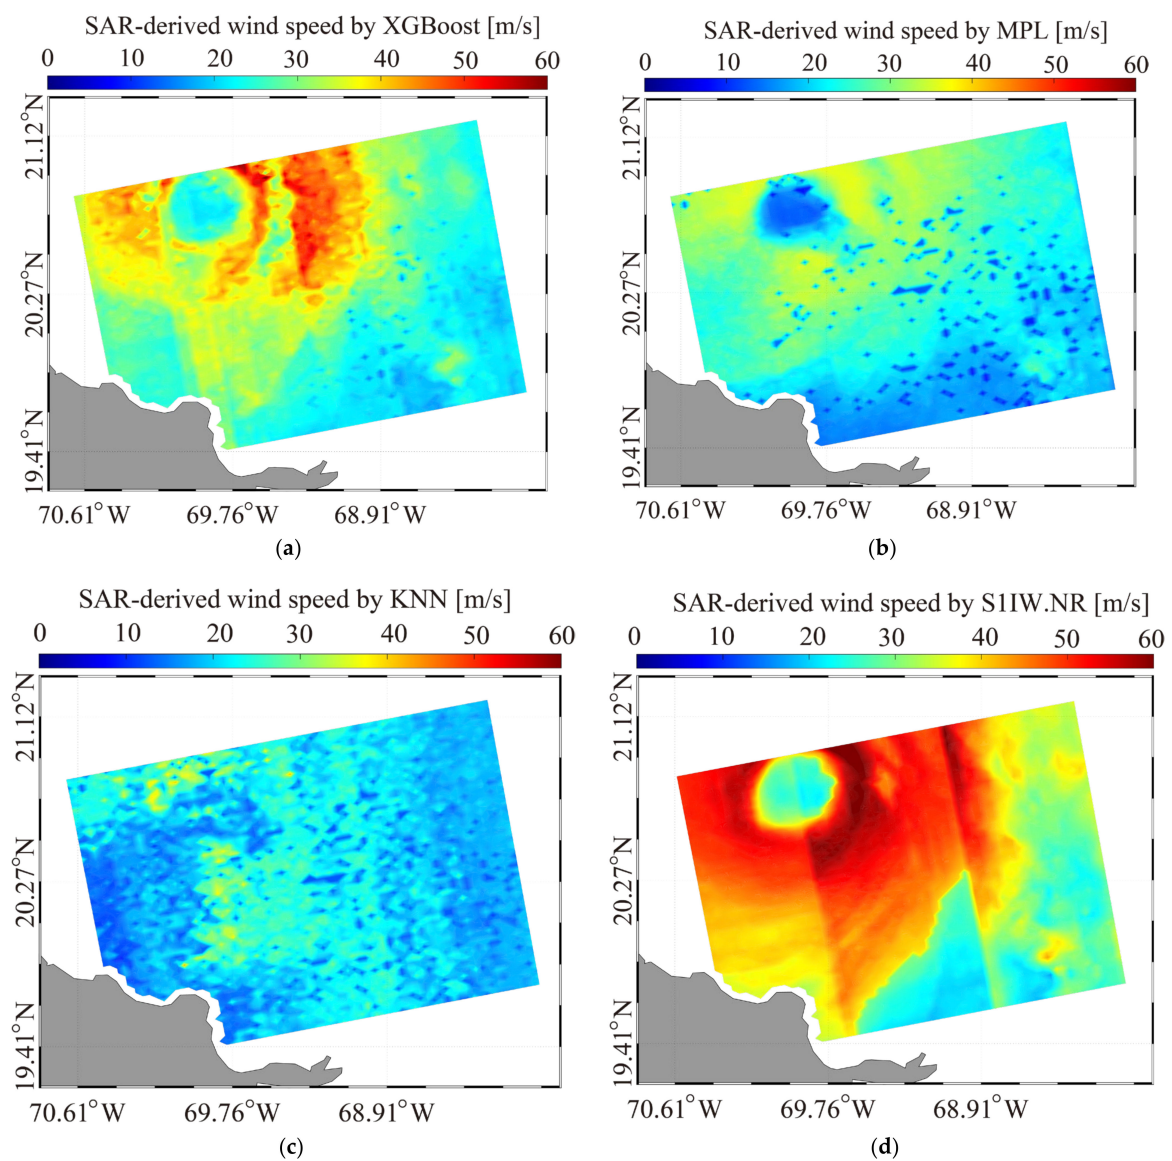 SAR-derived wind speed by XGBoost [m/s]
0 10 20 30 40 50 60
21.12°N
20.27°N
19.41°N
70.61°W 69.76°W 68.91°W
(a)
SAR-derived wind speed by MPL [m/s]
0 10 20 30 40 50 60
21.12°N
20.27°N
19.41°N
70.61°W 69.76°W 68.91°W
(b)
SAR-derived wind speed by KNN [m/s]
0 10 20 30 40 50 60
21.12°N
20.27°N
19.41°N
70.61°W 69.76°W 68.91°W
(c)
SAR-derived wind speed by S1IW.NR [m/s]
0 10 20 30 40 50 60
21.12°N
20.27°N
19.41°N
70.61°W 69.76°W 68.91°W
(d)